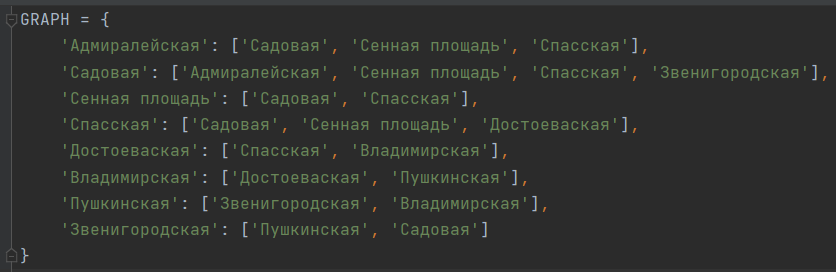 GRAPH = {
'Адмиралейская': ['Садовая', 'Сенная площадь', 'Спасская'],
'Садовая': ['Адмиралейская', 'Сенная площадь', 'Спасская', 'Звенигородская'],
'Сенная площадь': ['Садовая', 'Спасская'],
'Спасская': ['Садовая', 'Сенная площадь', 'Достоеваская'],
'Достоеваская': ['Спасская', 'Владимирская'],
'Владимирская': ['Достоеваская', 'Пушкинская'],
'Пушкинская': ['Звенигородская', 'Владимирская'],
'Звенигородская': ['Пушкинская', 'Садовая']
}